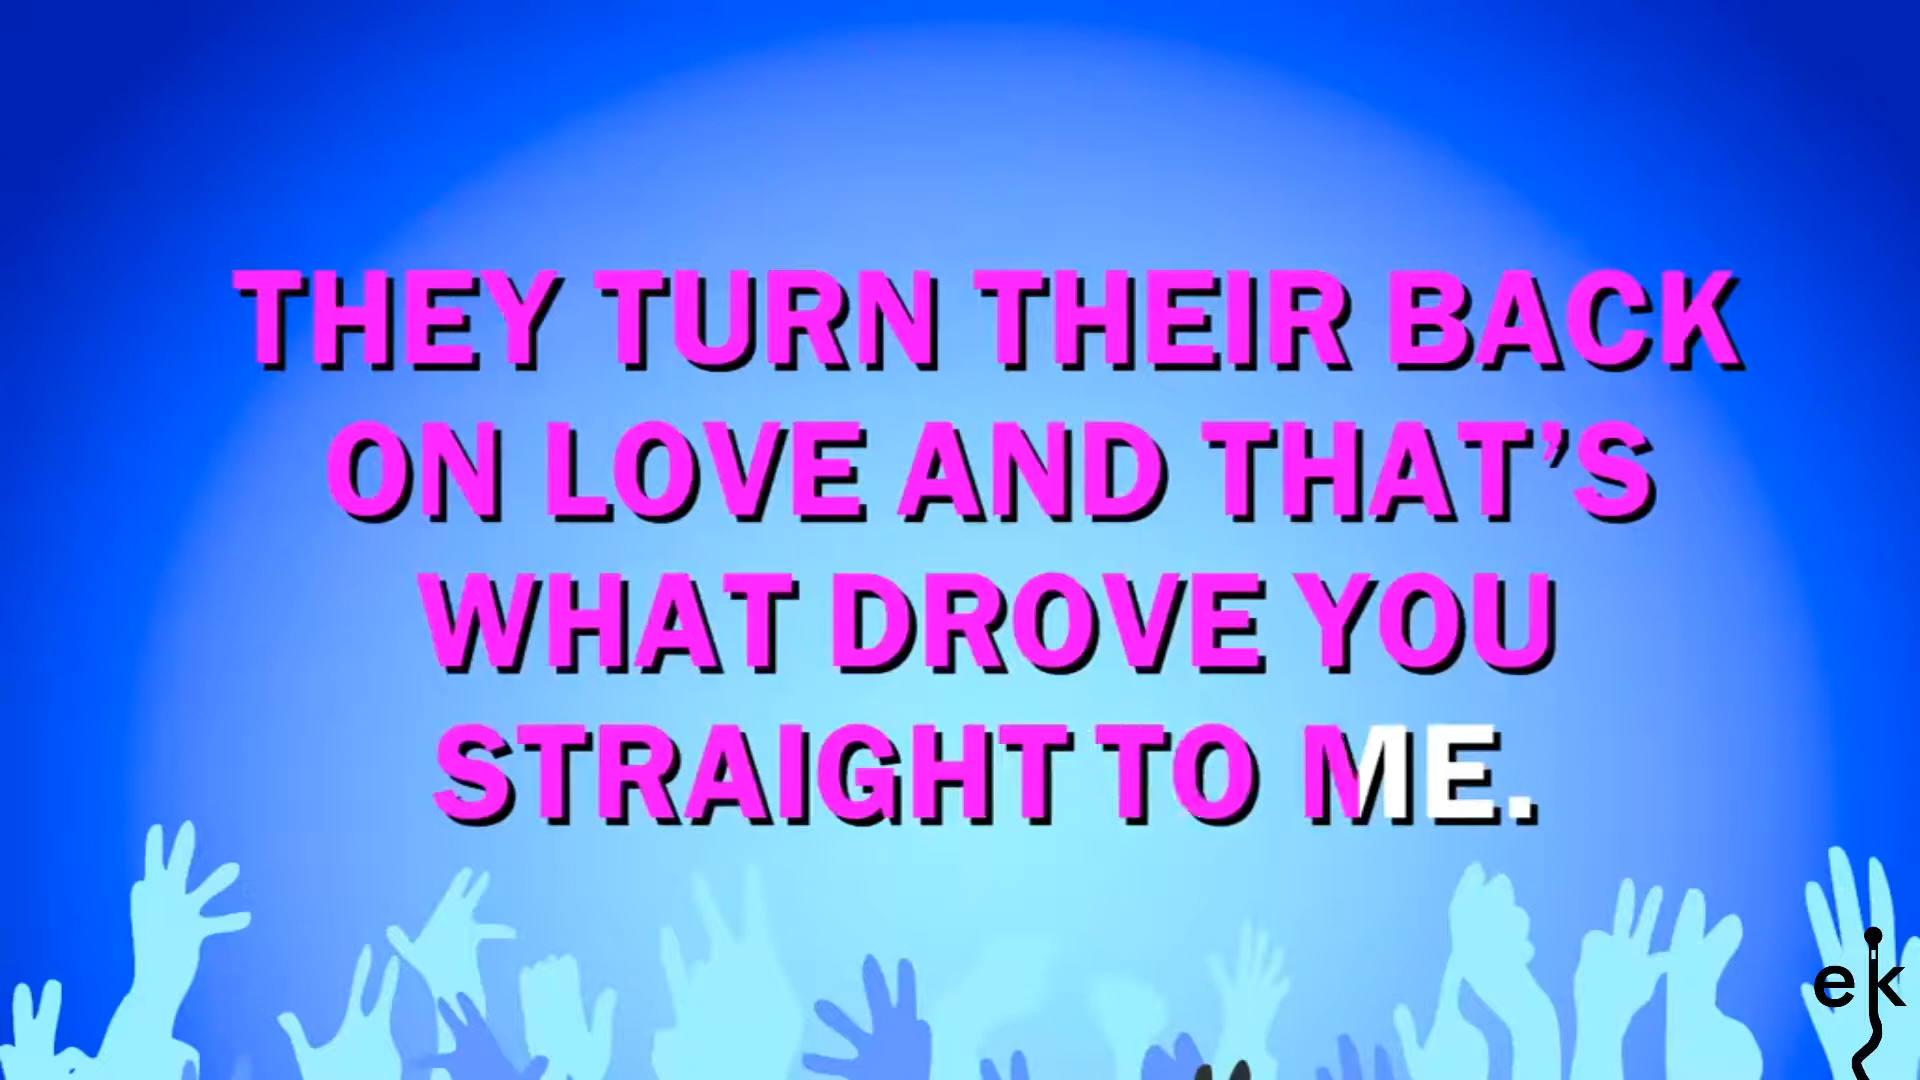 THEY TURN THEIR BACK
ON LOVE AND THAT’S
WHAT DROVE YOU
STRAIGHT TO ME.
ek